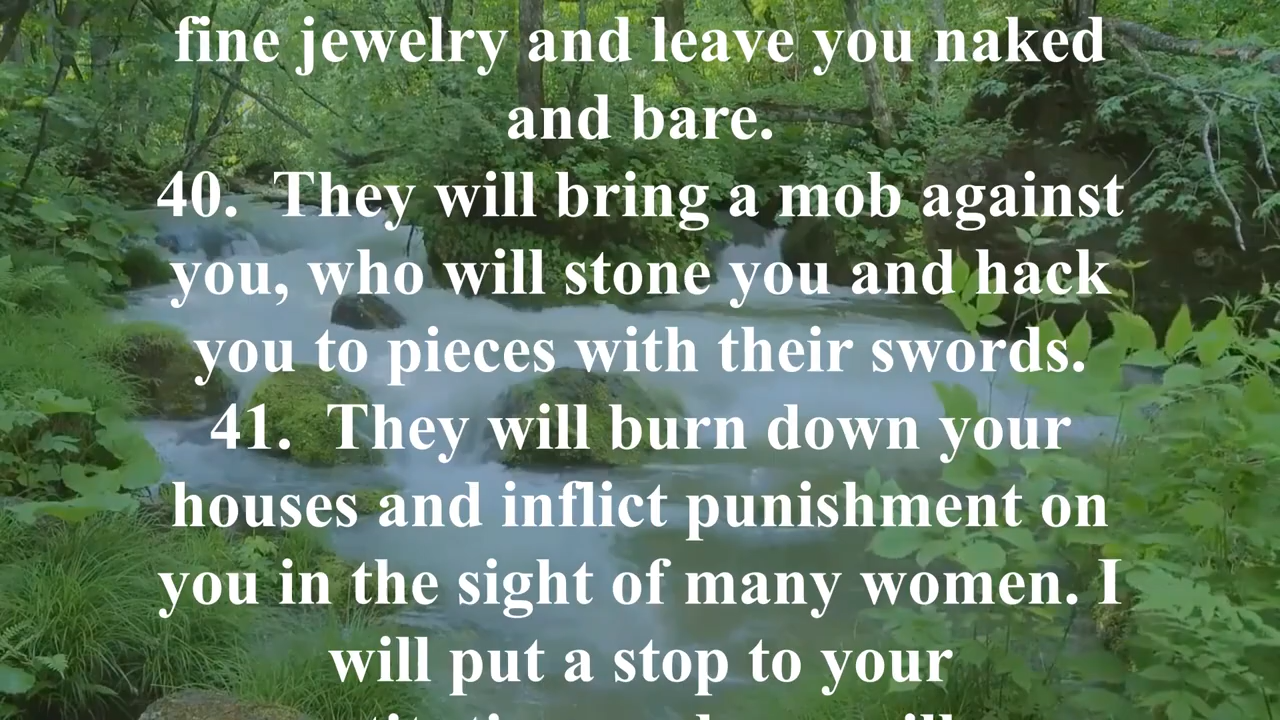 fine jewelry and leave you naked
and bare.
40.  They will bring a mob against
you, who will stone you and hack
you to pieces with their swords.
41.  They will burn down your
houses and inflict punishment on
you in the sight of many women. I
will put a stop to your